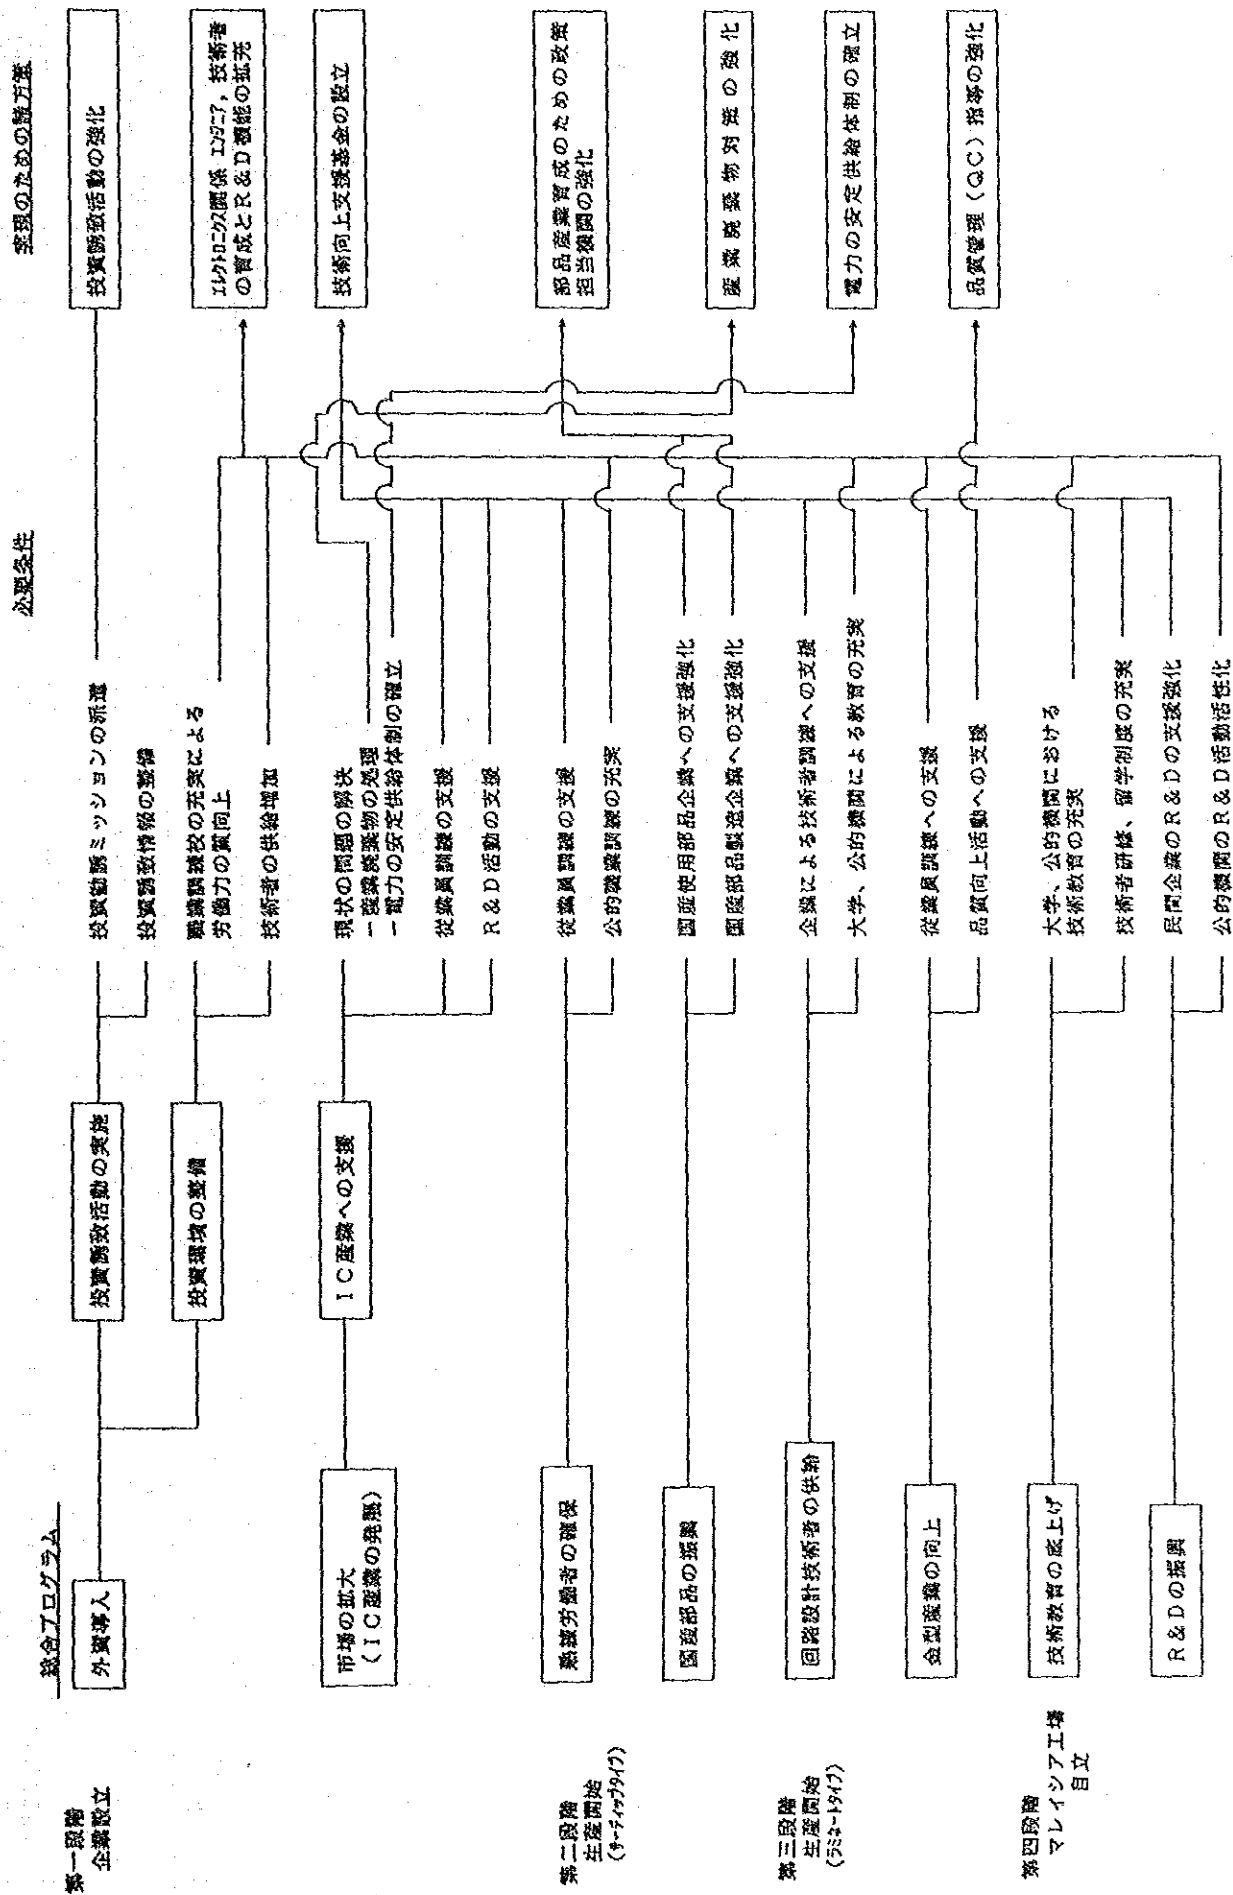 総合プログラム
必要条件
実現のための諸方策
第一段階
企業設立
外資導入
投資誘致活動の実施
投資勧誘ミッションの派遣
投資誘致情報の整備
投資誘致活動の強化
投資環境の整備
職業訓練校の充実による
労働力の質向上
技術者の供給増加
エレクトロニクス関係 エンジニア, 技術者
の育成とR&D機能の拡充
市場の拡大
(IC産業の発展)
IC産業への支援
現状の問題の解決
-産業廃棄物の処理
-電力の安定供給体制の確立
従業員訓練の支援
R&D活動の支援
技術向上支援基金の設立
第二段階
生産開始
(サーディップタイプ)
熟練労働者の確保
従業員訓練の支援
公的職業訓練の充実
部品産業育成のための政策
担当機関の強化
国産部品の振興
国産使用部品企業への支援強化
国産部品製造企業への支援強化
産業廃棄物対策の強化
第三段階
生産開始
(ラミネートタイプ)
回路設計技術者の供給
企業による技術者訓練への支援
大学、公的機関による教育の充実
電力の安定供給体制の確立
金型産業の向上
従業員訓練への支援
品質向上活動への支援
品質管理(QC)指導の強化
第四段階
マレイシア工場
自立
技術教育の底上げ
大学、公的機関における
技術教育の充実
技術者研修、留学制度の充実
R&Dの振興
民間企業のR&Dの支援強化
公的機関のR&D活動活性化